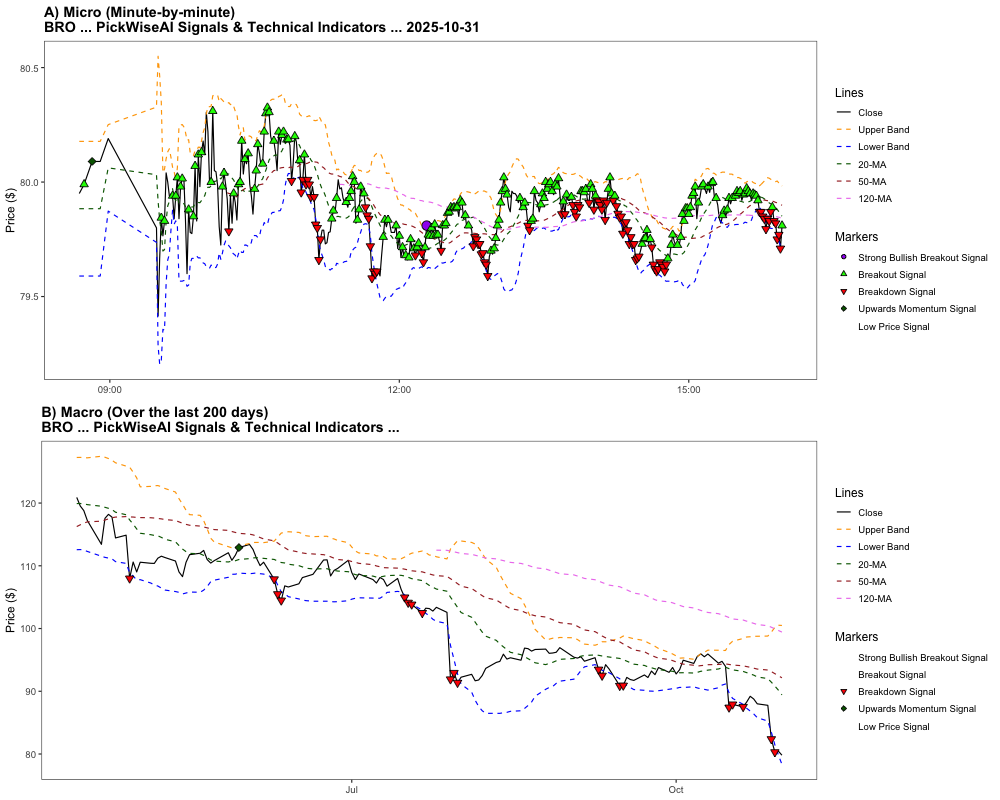 A) Micro (Minute-by-minute)
BRO ... PickWiseAI Signals & Technical Indicators ... 2025-10-31
Price ($)
80.5
80.0
79.5
09:00
12:00
15:00
Lines
Close
Upper Band
Lower Band
20-MA
50-MA
120-MA
Markers
Strong Bullish Breakout Signal
Breakout Signal
Breakdown Signal
Upwards Momentum Signal
Low Price Signal
B) Macro (Over the last 200 days)
BRO ... PickWiseAI Signals & Technical Indicators ...
Price ($)
120
110
100
90
80
Jul
Oct
Lines
Close
Upper Band
Lower Band
20-MA
50-MA
120-MA
Markers
Strong Bullish Breakout Signal
Breakout Signal
Breakdown Signal
Upwards Momentum Signal
Low Price Signal